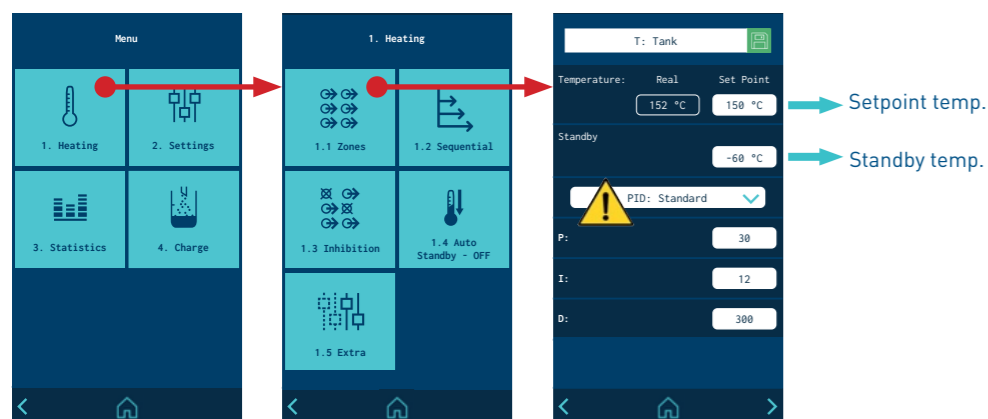 Menu
1. Heating
2. Settings
3. Statistics
4. Charge
1. Heating
1.1 Zones
1.2 Sequential
1.3 Inhibition
1.4 Auto
Standby - OFF
1.5 Extra
T: Tank
Temperature: Real Set Point
152 °C 150 °C
Setpoint temp.
Standby
-60 °C
Standby temp.
PID: Standard
P: 30
I: 12
D: 300